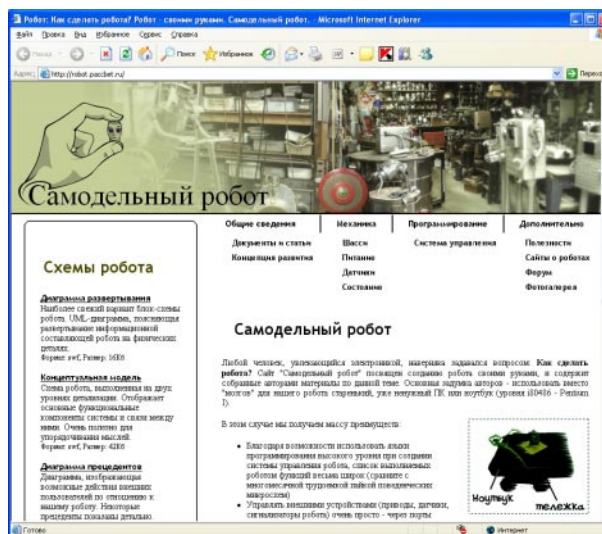 Робот: Как сделать робота? Робот - своими руками. Самодельный робот. - Microsoft Internet Explorer
Файл Правка Вид Избранное Сервис Справка
Назад Поиск Избранное
Адрес: http://robot.paccbet.ru/ Перехо
Самодельный робот
Общие сведения Механика Программирование Дополнительно
Документы и статьи Шасси Система управления Полезности
Концепция развития Питание Сайты о роботах
Датчики Форум
Состояние Фотогалерея
Схемы робота
Диаграмма развертывания
Наиболее свежий вариант блок-схемы
робота. UML-диаграмма, поясняющая
развертывание информационной
составляющей робота на физических
деталях.
Формат: swf, Размер: 16Кб
Концептуальная модель
Схема робота, выполненная на двух
уровнях детализации. Отображает
основные функциональные
компоненты системы и связи между
ними. Очень полезно для
упорядочивания мыслей.
Формат: swf, Размер: 42Кб
Диаграмма прецедентов
Диаграмма, изображающая
возможные действия внешних
пользователей по отношению к
нашему роботу. Некоторые
прецеденты показаны детально
Самодельный робот
Любой человек, увлекающийся электроникой, наверняка задавался вопросом: Как сделать
робота? Сайт "Самодельный робот" посвящен созданию робота своими руками, и содержит
собранные авторами материалы по данной теме. Основная задумка авторов - использовать вместо
"мозгов" для нашего робота старенький, уже ненужный ПК или ноутбук (уровня i80486 - Pentium
I).
В этом случае мы получаем массу преимуществ:
Благодаря возможности использовать языки
программирования высокого уровня при создании
системы управления робота, список выполняемых
роботом функций весьма широк (сравните с
многомесячной трудоемкой пайкой поведенческих
микросхем)
Управлять внешними устройствами (приводы, датчики,
сигнализаторы робота) очень просто - через порты
Ноутбук
тележка
Готово Интернет